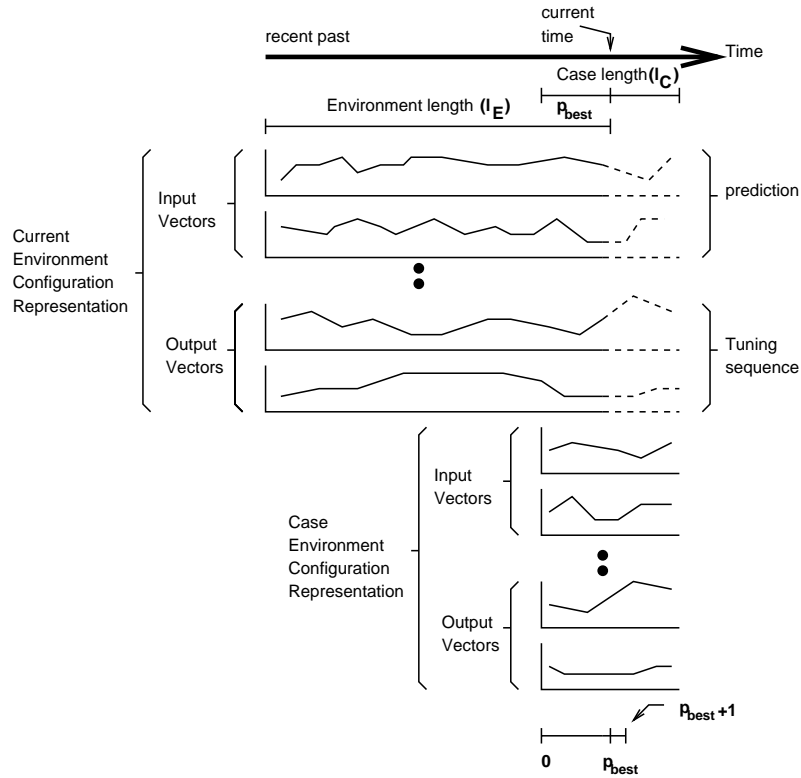 current
time
recent past
Time
Case length (l_C)
Environment length (l_E)
p_best
Input
Vectors
prediction
Current
Environment
Configuration
Representation
Output
Vectors
Tuning
sequence
Input
Vectors
Case
Environment
Configuration
Representation
Output
Vectors
p_best+1
0
p_best